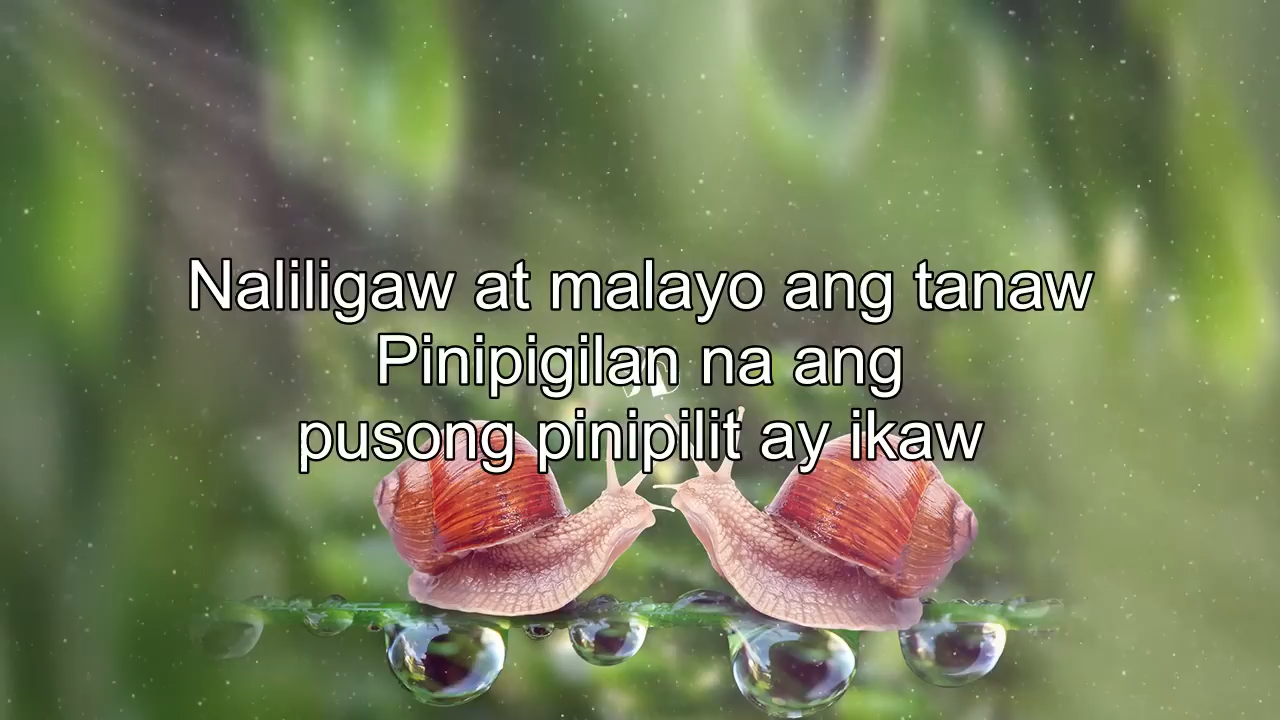 Naliligaw at malayo ang tanaw
Pinipigilan na ang
pusong pinipilit ay ikaw